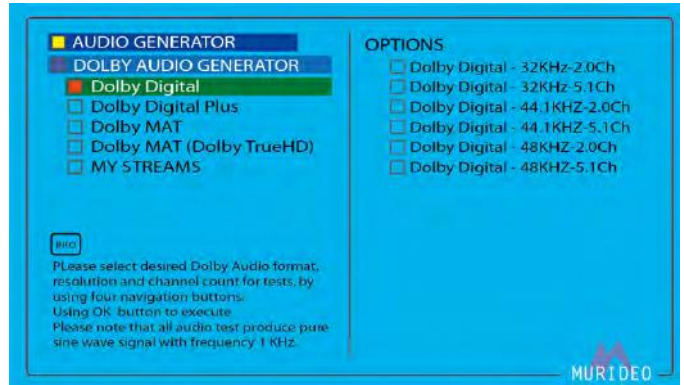 AUDIO GENERATOR
DOLBY AUDIO GENERATOR
Dolby Digital
Dolby Digital Plus
Dolby MAT
Dolby MAT (Dolby TrueHD)
MY STREAMS
INFO
PLease select desired Dolby Audio format,
resolution and channel count for tests, by
using four navigation buttons.
Using OK button to execute
Please note that all audio test produce pure
sine wave signal with frequency 1 KHz.
OPTIONS
Dolby Digital - 32KHz-2.0Ch
Dolby Digital - 32KHz-5.1Ch
Dolby Digital - 44.1KHZ-2.0Ch
Dolby Digital - 44.1KHZ-5.1Ch
Dolby Digital - 48KHZ-2.0Ch
Dolby Digital - 48KHZ-5.1Ch
MURIDEO